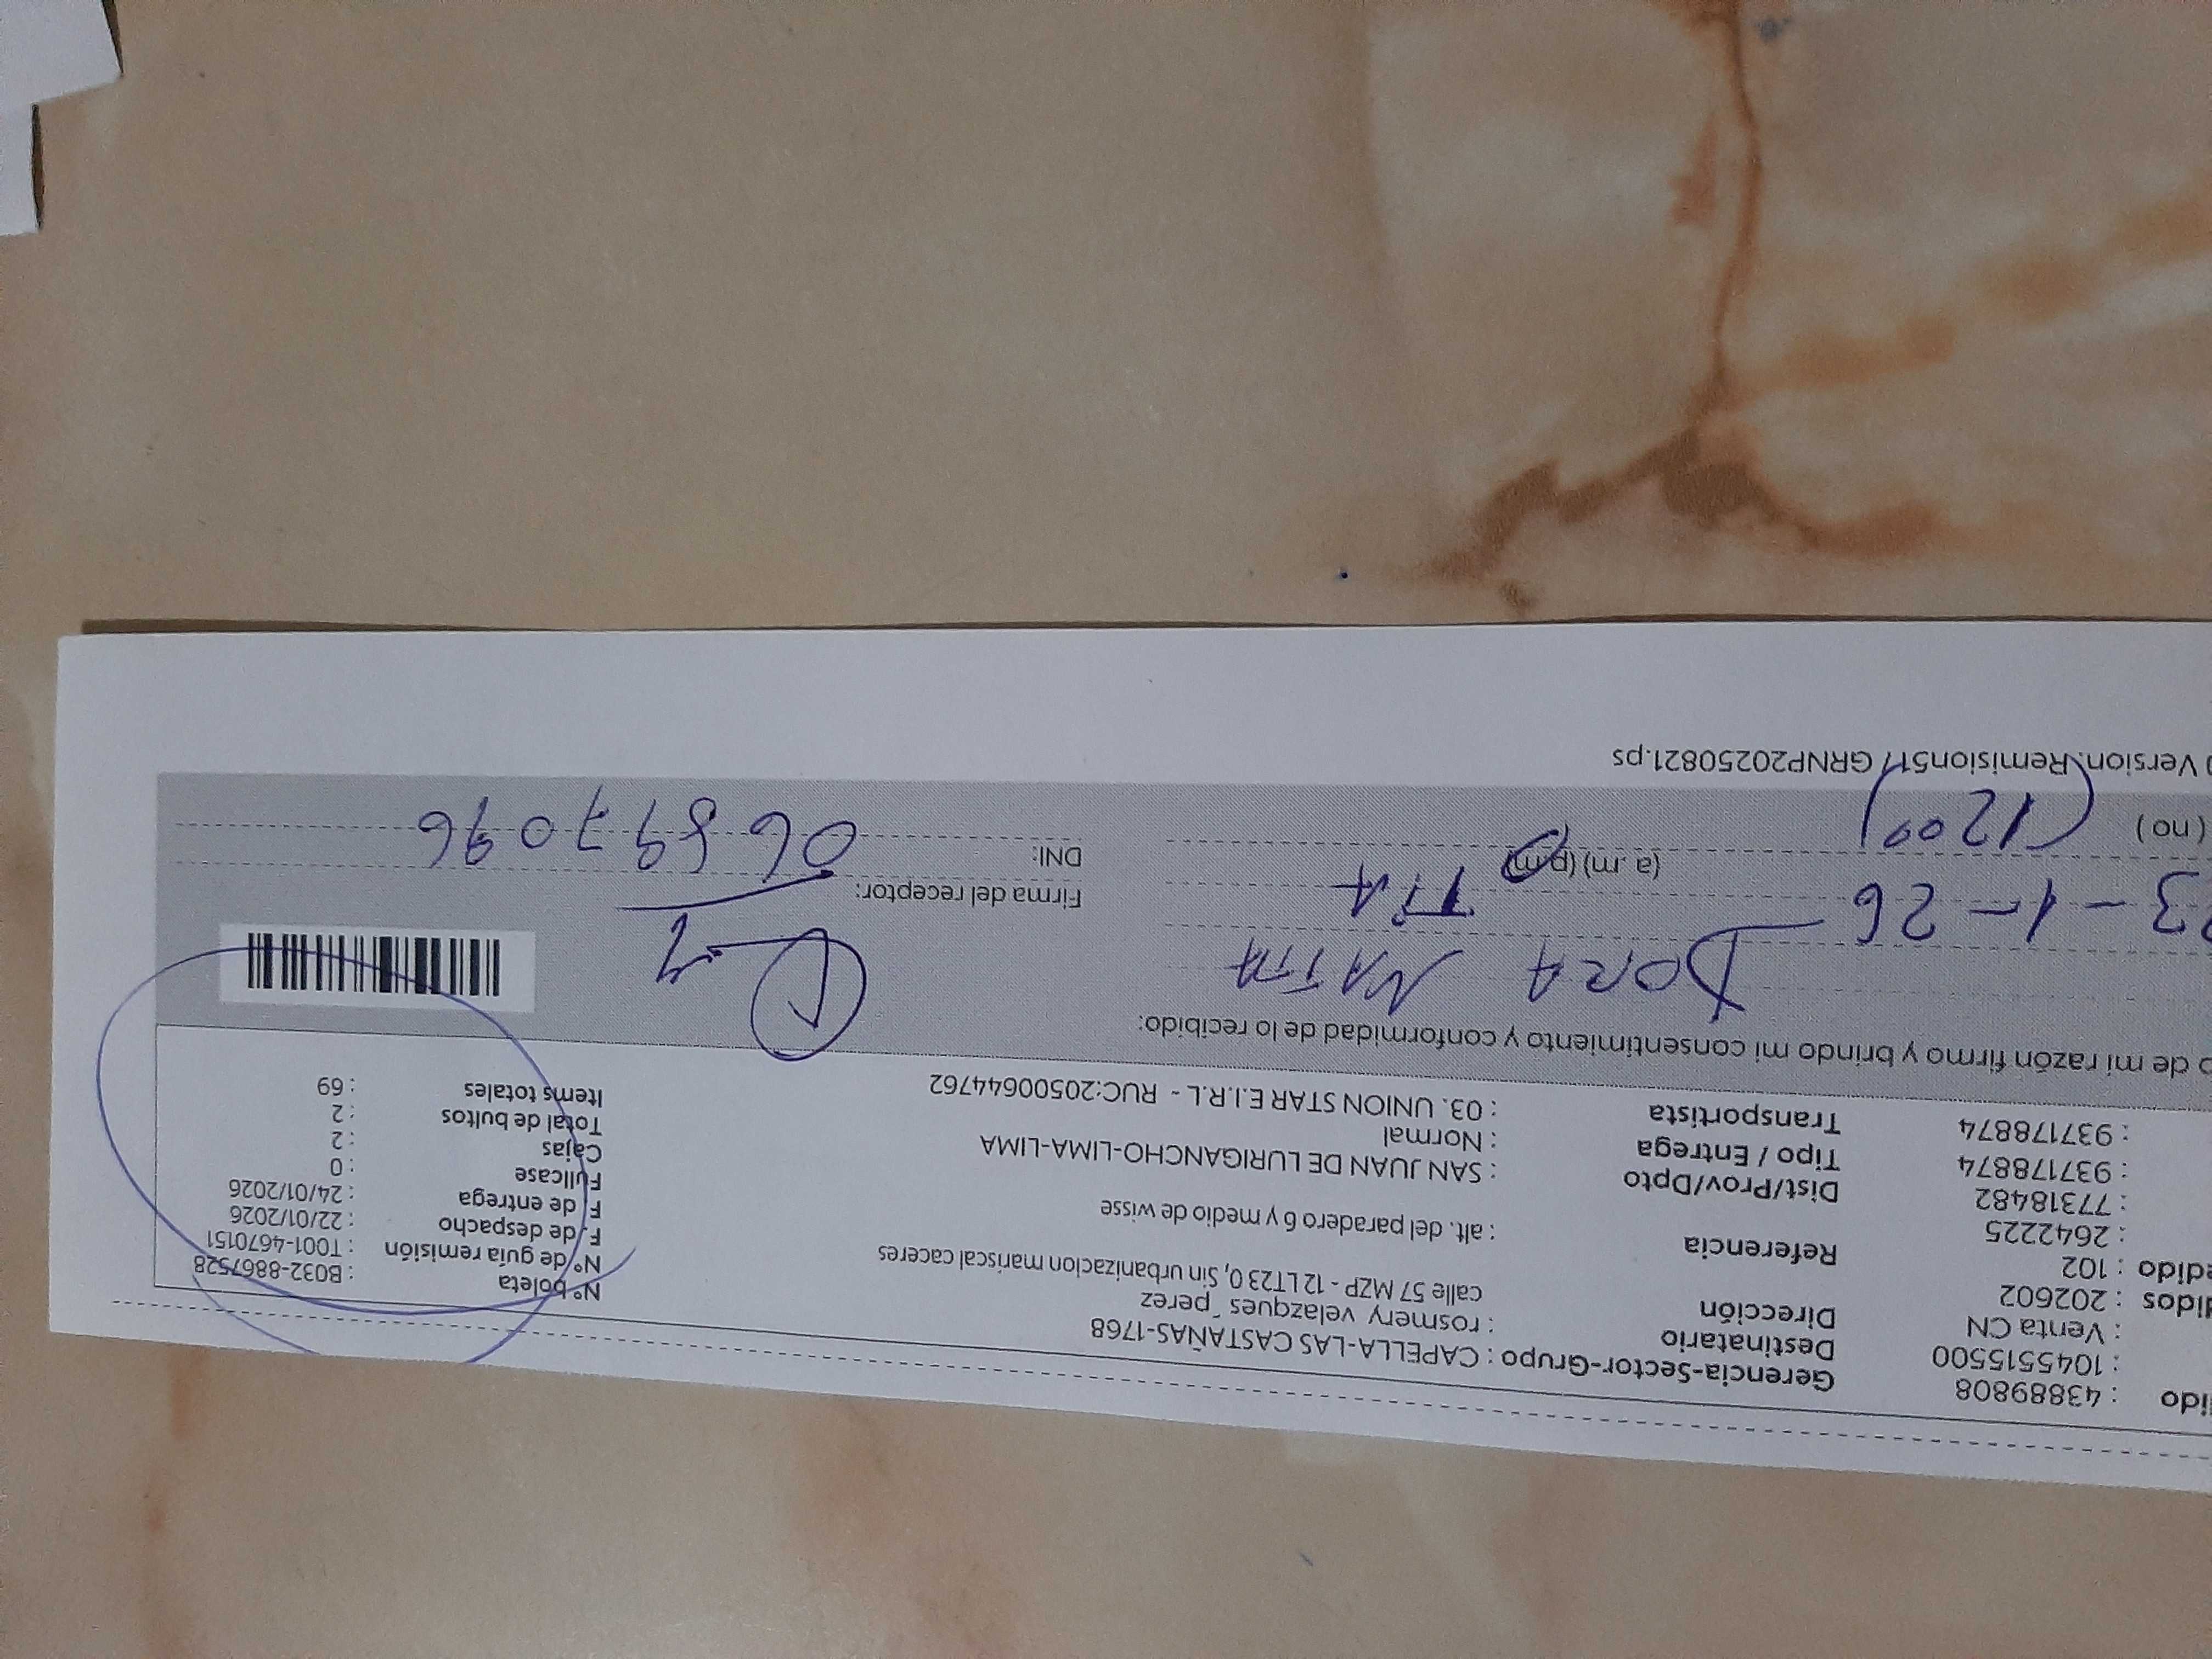 ido : 43889808 Gerencia-Sector-Grupo : CAPELLA-LAS CASTAÑAS-1768
: 1045515500 Destinatario : rosmery velazques ´perez
: Venta CN Dirección calle 57 MZP - 12 LT23 0, Sin urbanizacion mariscal caceres
didos : 202602
edido : 102 Referencia : alt. del paradero 6 y medio de wisse
: 2642225
: 77318482 Dist/Prov/Dpto : SAN JUAN DE LURIGANCHO-LIMA-LIMA
: 937178874 Tipo / Entrega : Normal
: 937178874 Transportista : 03. UNION STAR E.I.R.L - RUC:20500644762
N° boleta : B032-8867528
N° de guía remisión : T001-4670151
F. de despacho : 22/01/2026
F. de entrega : 24/01/2026
Fullcase : 0
Cajas : 2
Total de bultos : 2
Items totales : 69
o de mi razón firmo y brindo mi consentimiento y conformidad de lo recibido:
DORA MATTA
3 - 1 - 26 TiA
Firma del receptor:
(no) (12 00) (a .m) (p.m) DNI: 06897096
Version: Remision517 GRNP20250821.ps